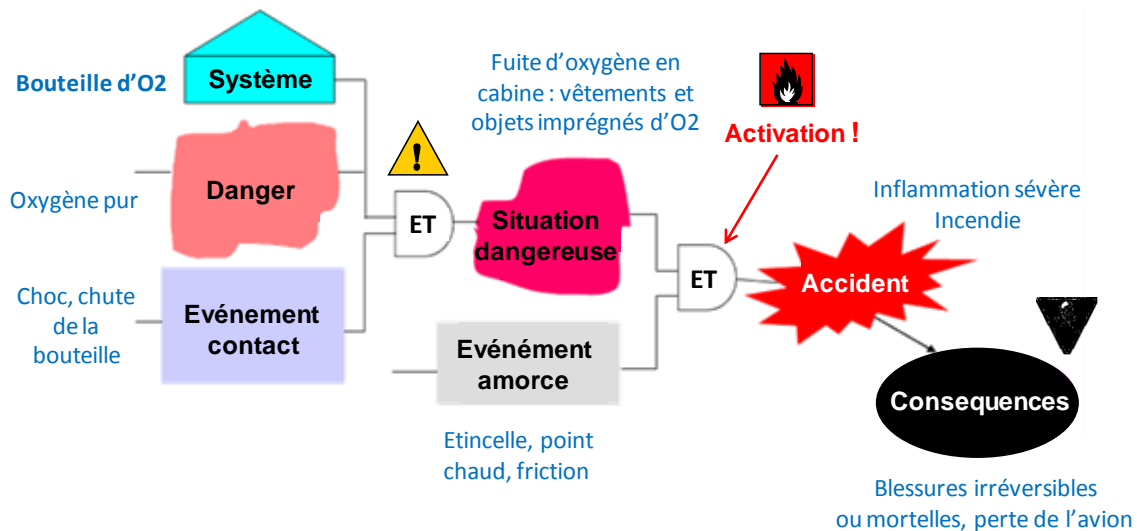 Bouteille d’O2
Système
Fuite d’oxygène en
cabine : vêtements et
objets imprégnés d’O2
Activation !
Oxygène pur
Danger
!
ET
Situation
dangereuse
Inflammation sévère
Incendie
ET
Accident
Choc, chute
de la
bouteille
Evénement
contact
Evénément
amorce
Consequences
Etincelle, point
chaud, friction
Blessures irréversibles
ou mortelles, perte de l’avion